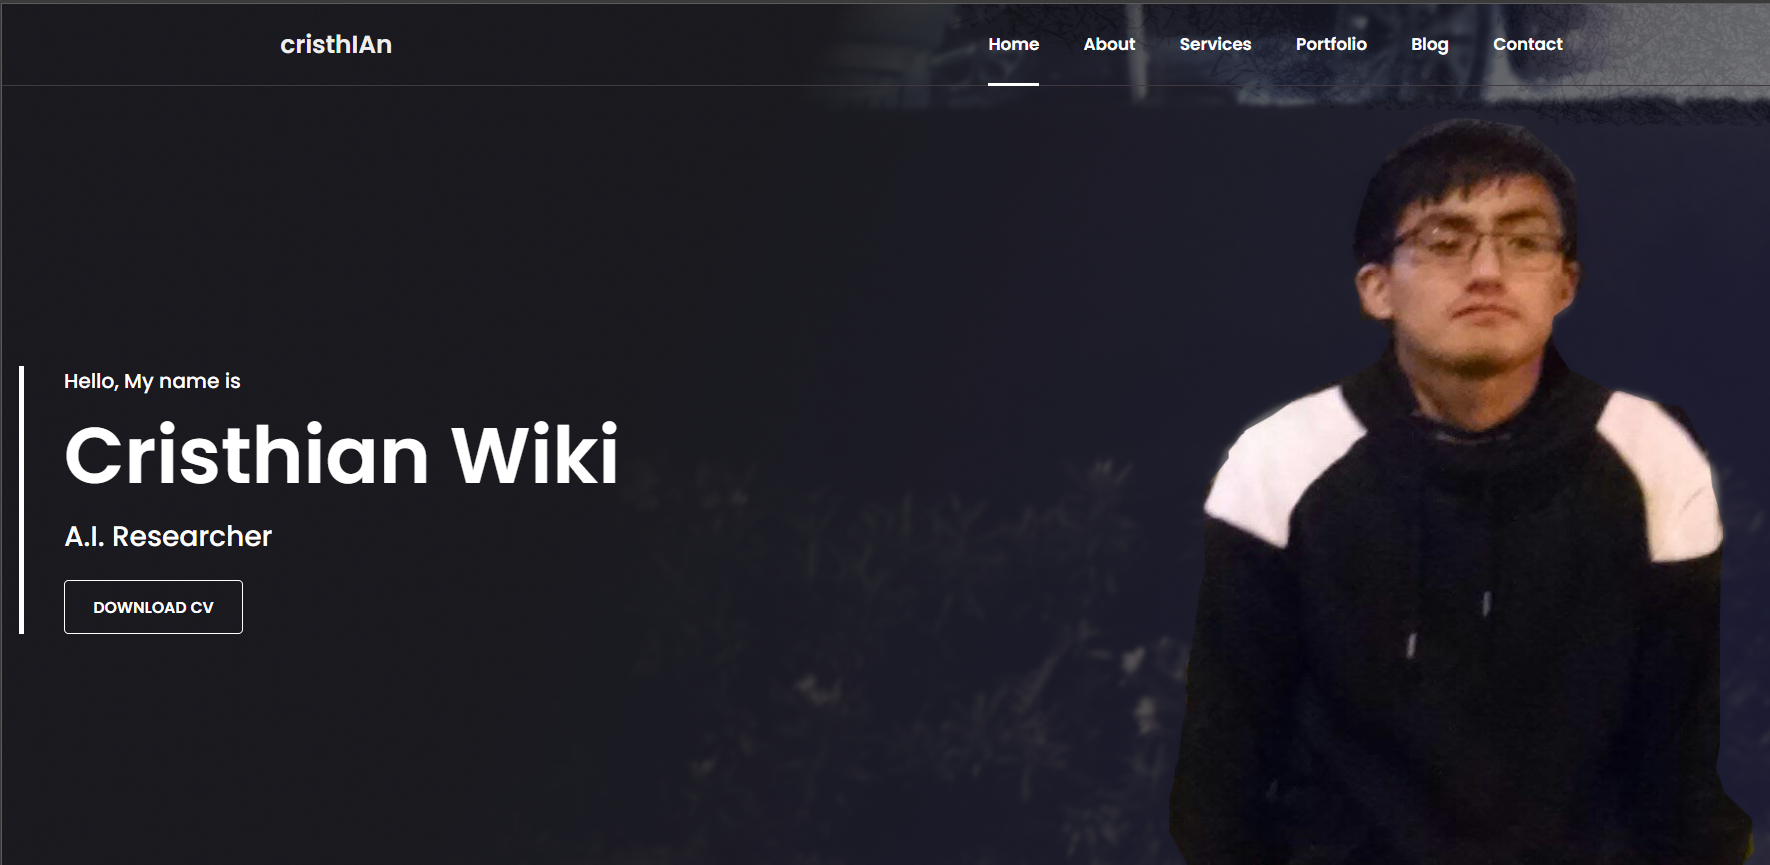 cristhIAn
Home About Services Portfolio Blog Contact
Hello, My name is
Cristhian Wiki
A.I. Researcher
DOWNLOAD CV